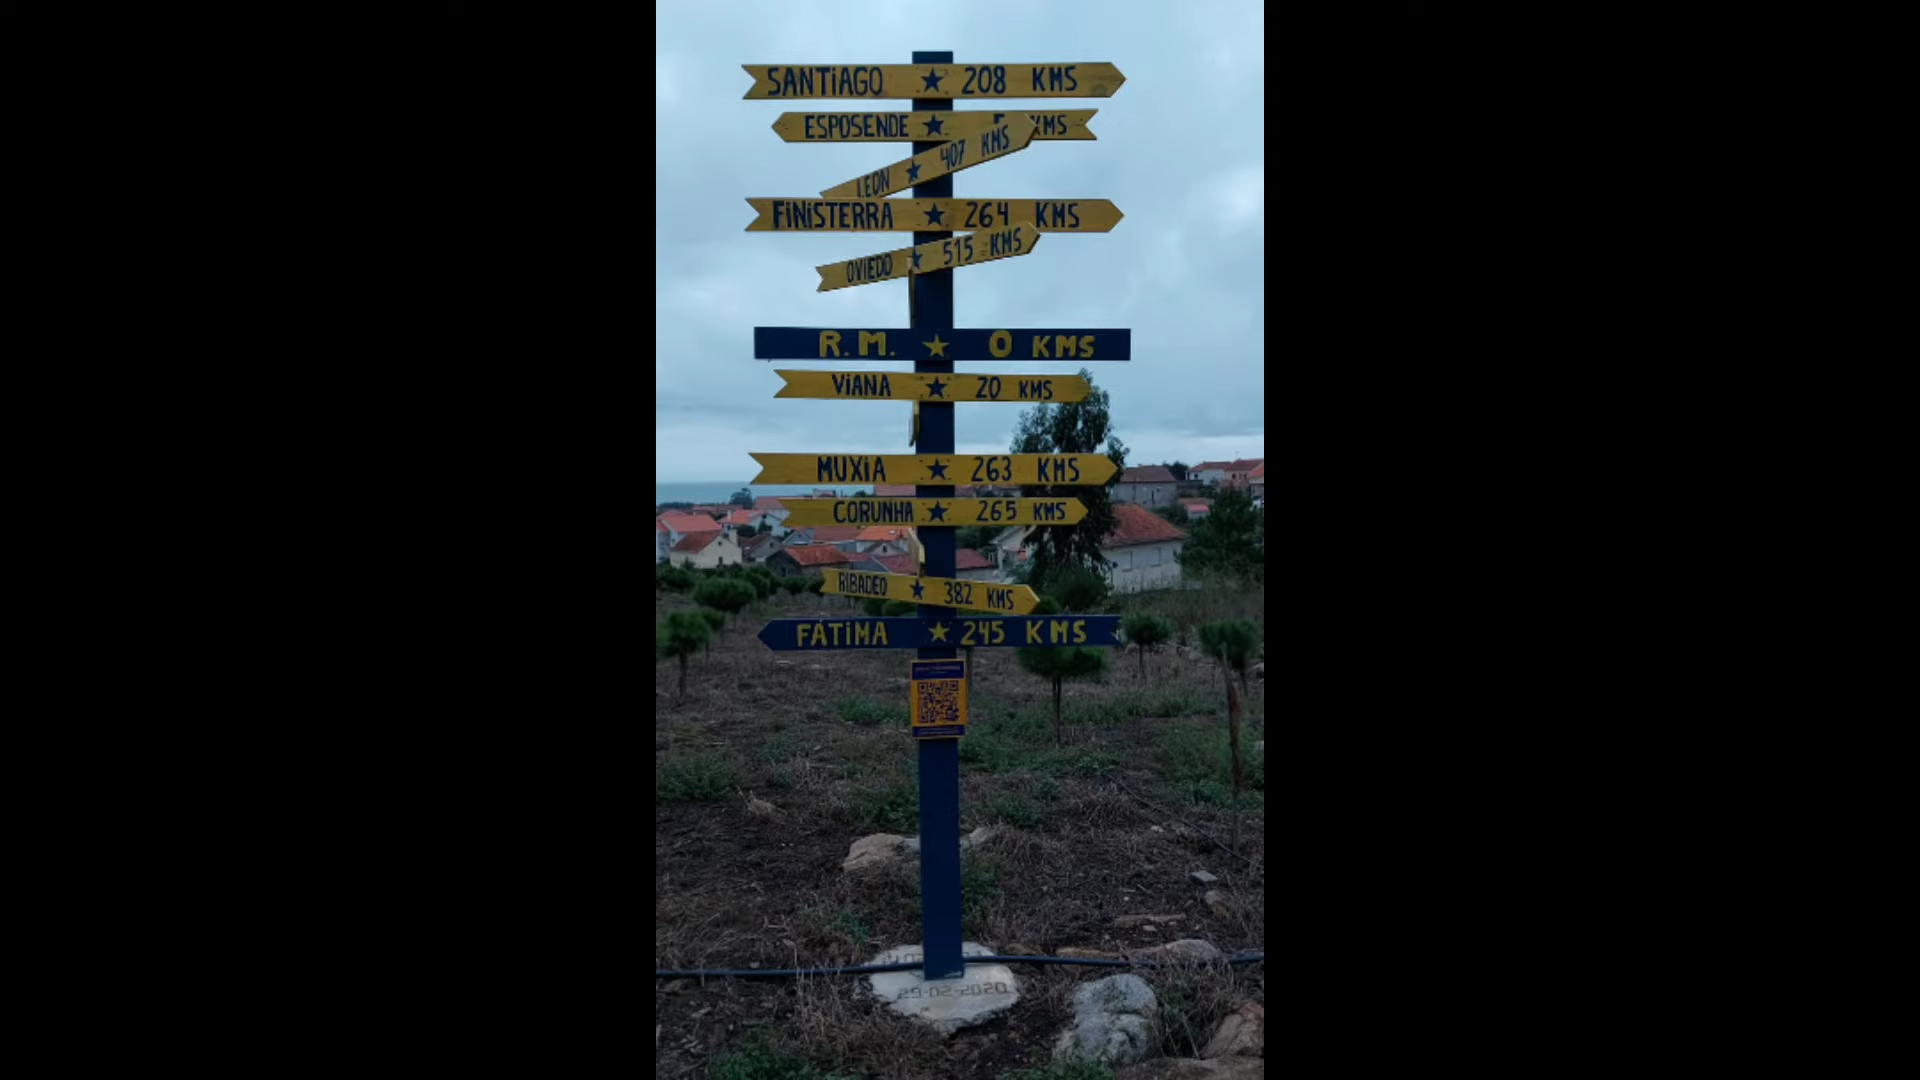 SANTiAGO ★ 208 KMS
ESPOSENDE ★ KMS
LEON ★ 407 KMS
FiNiSTERRA ★ 264 KMS
OVIEDO ★ 515 KMS
R.M. ★ 0 KMS
ViANA ★ 20 KMS
MUXiA ★ 263 KMS
CORUNHA ★ 265 KMS
RIBADEO ★ 382 KMS
FÁTiMA ★ 245 KMS
29-02-2020